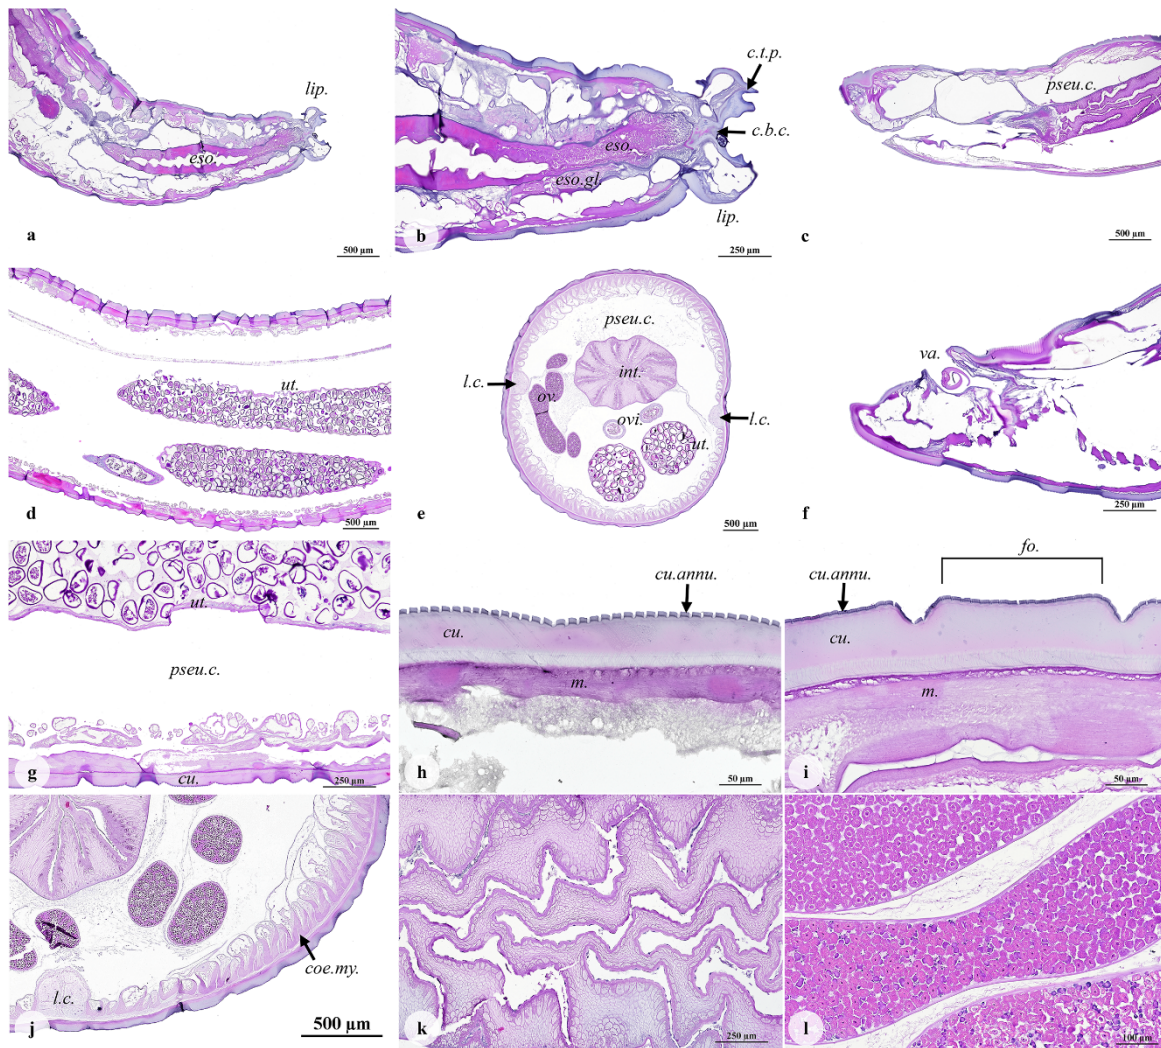 lip.
eso.
a
500 µm
c.t.p.
c.b.c.
eso.
eso.gl.
lip.
b
250 µm
pseu.c.
c
500 µm
ut.
d
500 µm
pseu.c.
l.c.
int.
ov.
l.c.
ovi.
ut.
e
500 µm
va.
f
250 µm
ut.
pseu.c.
g
cu.
250 µm
cu.annu.
cu.
m.
h
50 µm
fo.
cu.annu.
cu.
m.
i
50 µm
coe.my.
l.c.
j
500 µm
k
250 µm
l
100 µm